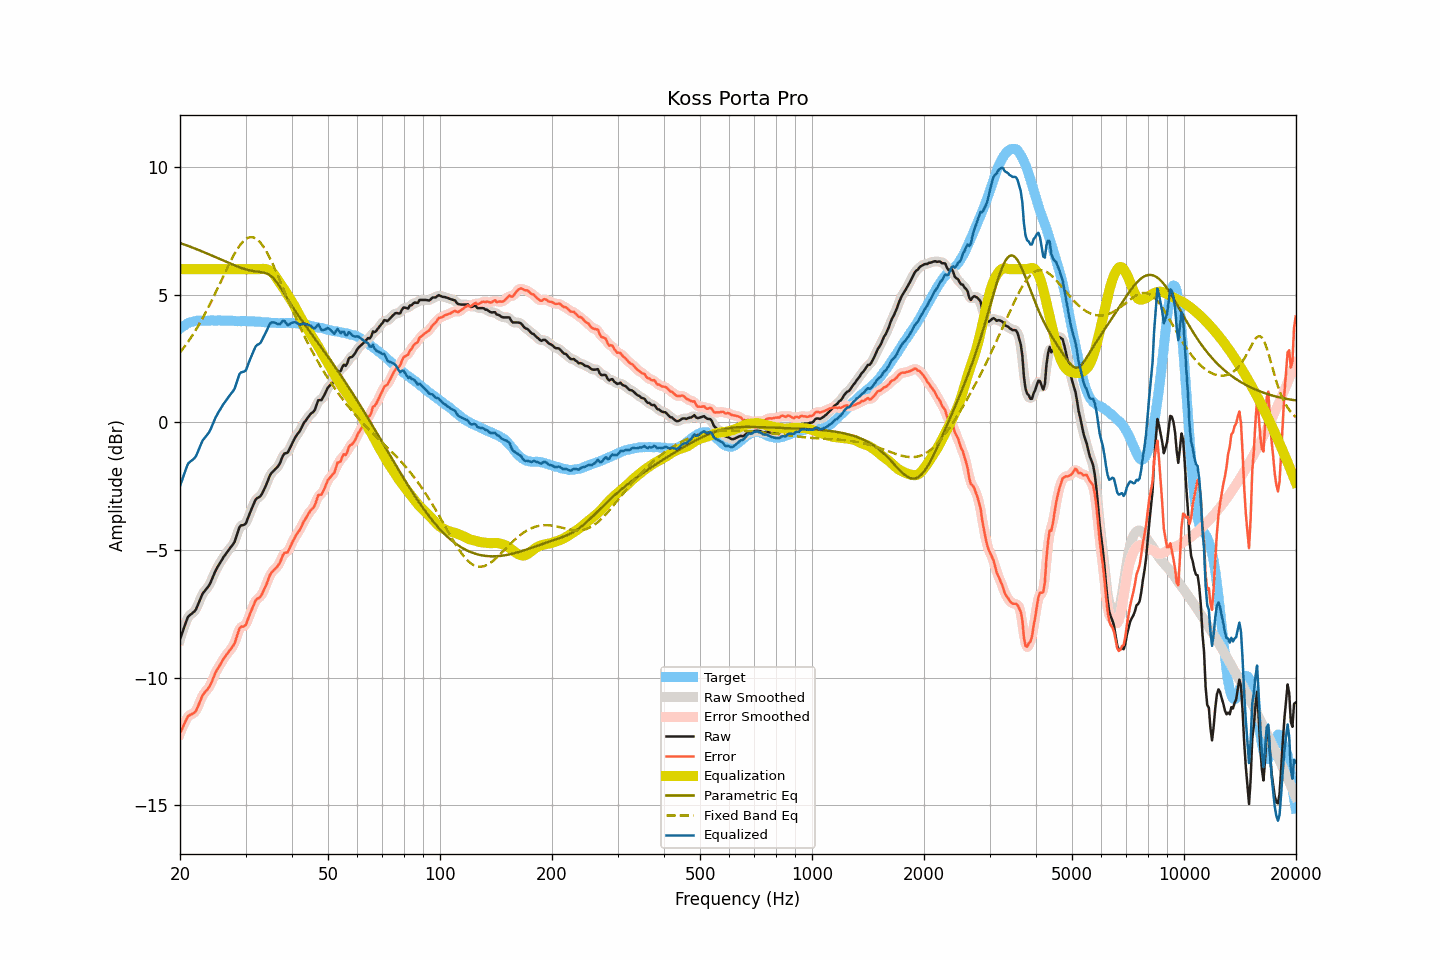 Koss Porta Pro
10
5
0
−5
−10
−15
Amplitude (dBr)
Target
Raw Smoothed
Error Smoothed
Raw
Error
Equalization
Parametric Eq
Fixed Band Eq
Equalized
20 50 100 200 500 1000 2000 5000 10000 20000
Frequency (Hz)